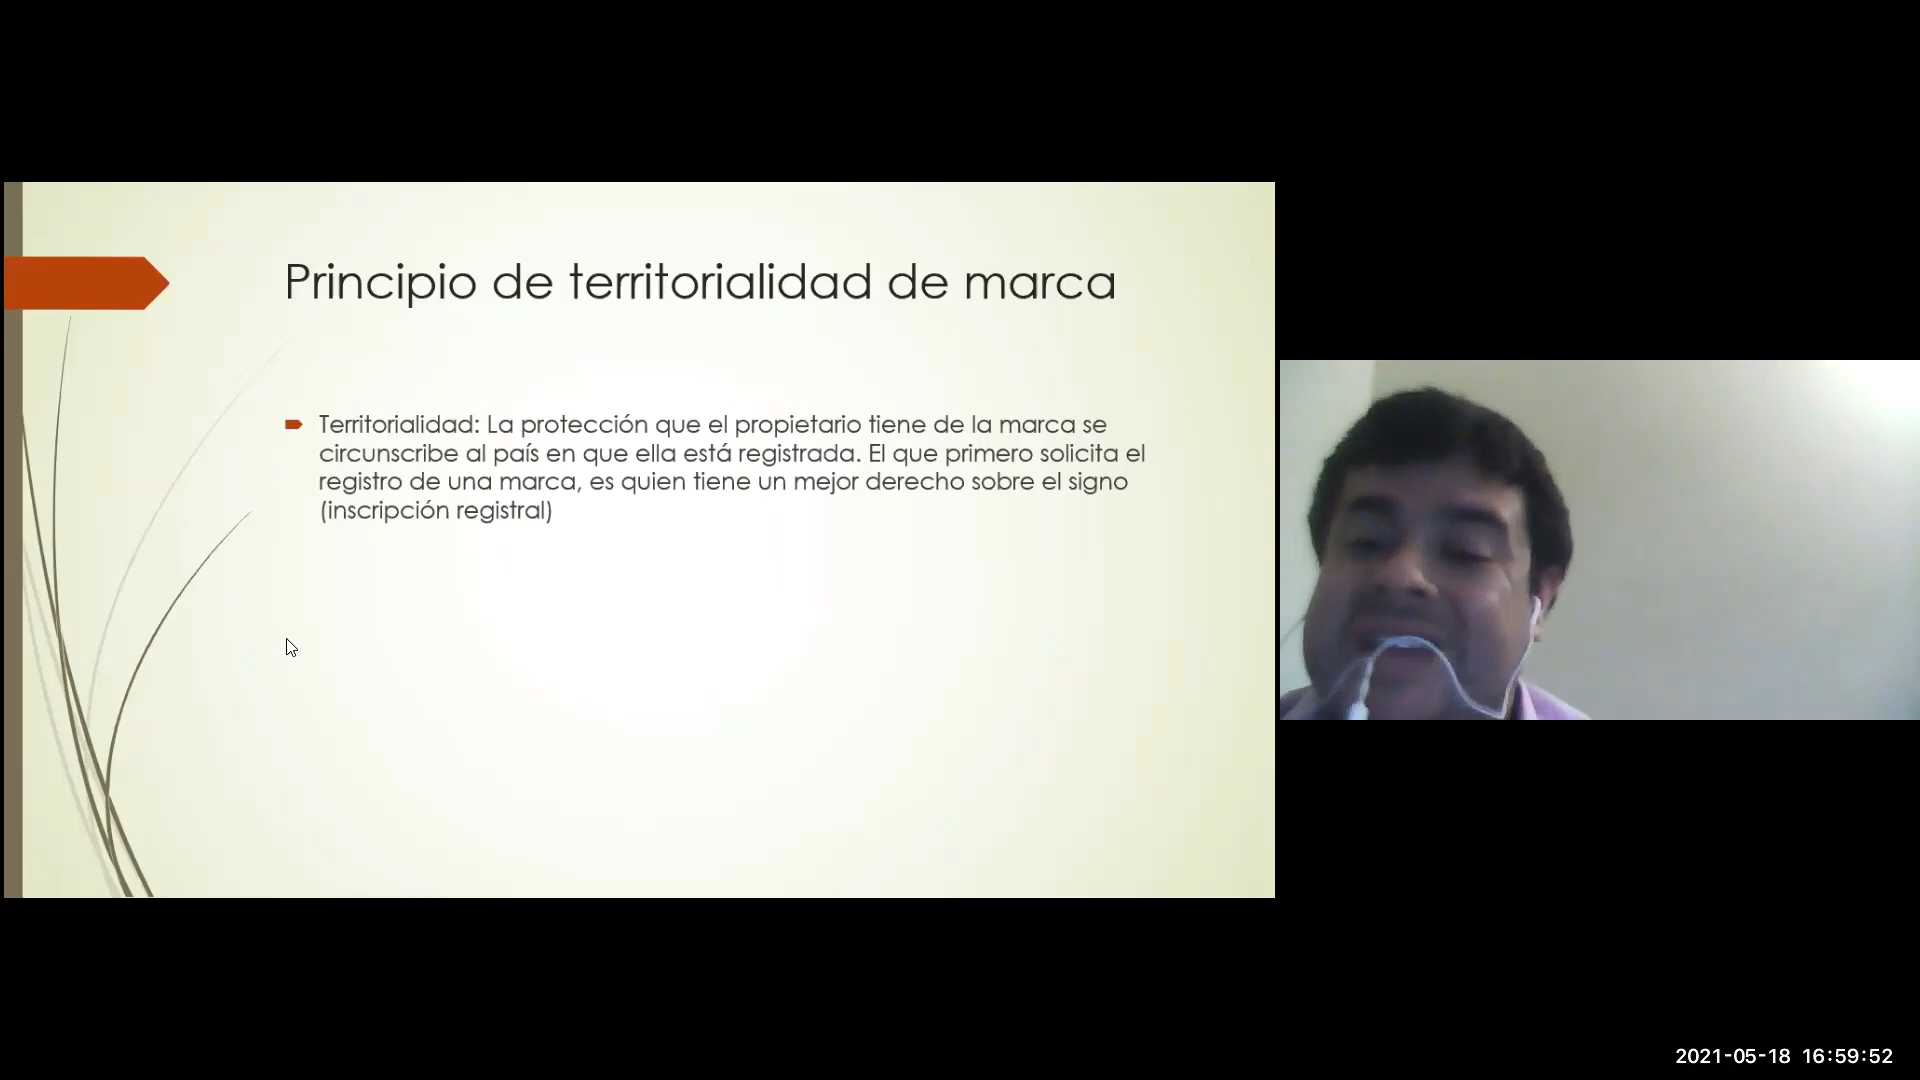 Principio de territorialidad de marca
Territorialidad: La protección que el propietario tiene de la marca se
circunscribe al país en que ella está registrada. El que primero solicita el
registro de una marca, es quien tiene un mejor derecho sobre el signo
(inscripción registral)
2021-05-18 16:59:52